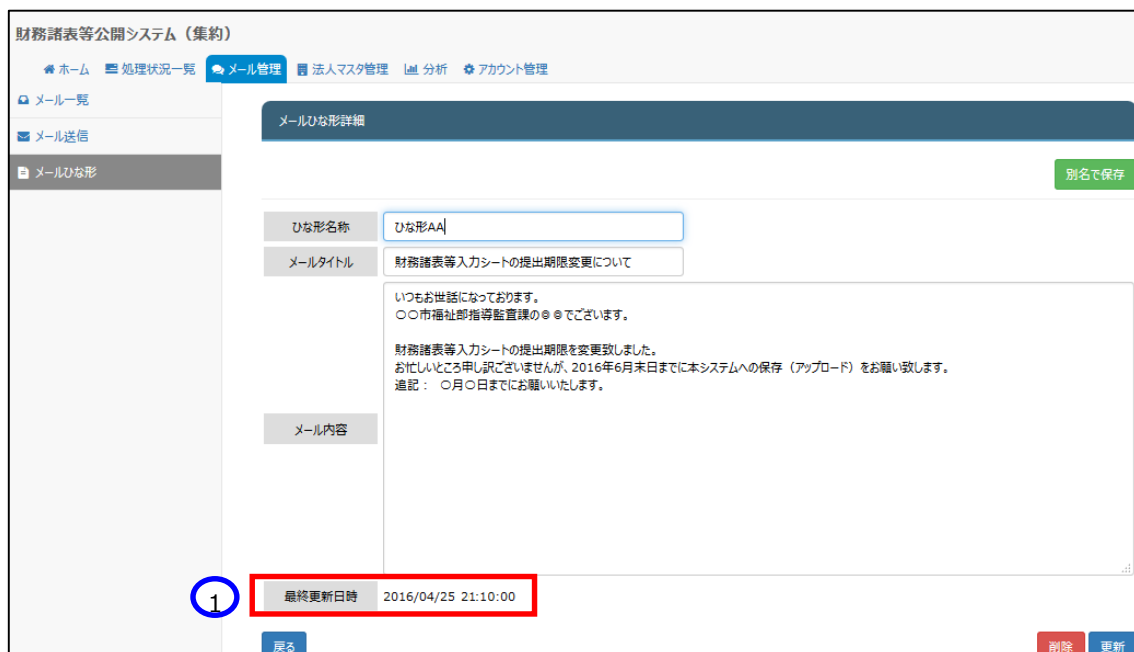 財務諸表等公開システム（集約）
ホーム 処理状況一覧 メール管理 法人マスタ管理 分析 アカウント管理
メール一覧
メール送信
メールひな形
メールひな形詳細
別名で保存
ひな形名称 ひな形AA
メールタイトル 財務諸表等入力シートの提出期限変更について
メール内容
いつもお世話になっております。
〇〇市福祉部指導監査課の◎◎でございます。
財務諸表等入力シートの提出期限を変更致しました。
お忙しいところ申し訳ございませんが、2016年6月末日までに本システムへの保存（アップロード）をお願い致します。
追記： 〇月〇日までにお願いいたします。
1
最終更新日時 2016/04/25 21:10:00
戻る 削除 更新